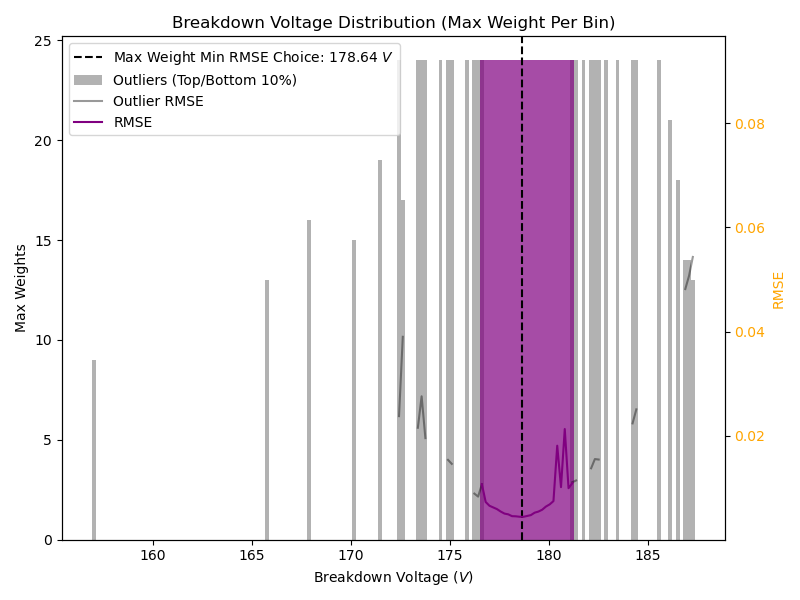 Breakdown Voltage Distribution (Max Weight Per Bin)
Max Weight Min RMSE Choice: 178.64 V
Outliers (Top/Bottom 10%)
Outlier RMSE
RMSE
Max Weights
25
20
15
10
5
0
160
165
170
175
180
185
Breakdown Voltage (V)
0.08
0.06
0.04
0.02
RMSE